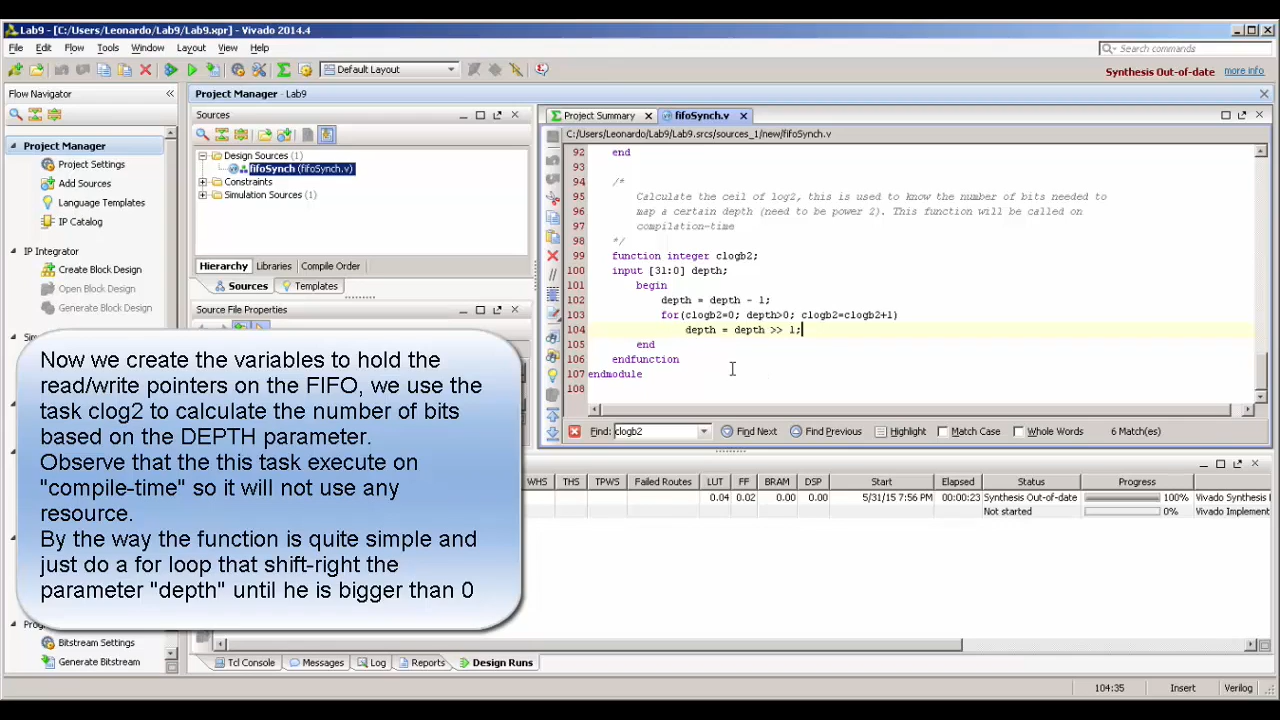 Lab9 - [C:/Users/Leonardo/Lab9/Lab9.xpr] - Vivado 2014.4
File Edit Flow Tools Window Layout View Help
Search commands
Default Layout
Synthesis Out-of-date more info
Flow Navigator
Project Manager - Lab9
Sources
Project Summary
fifoSynch.v
C:/Users/Leonardo/Lab9/Lab9.srcs/sources_1/new/fifoSynch.v
Project Manager
Project Settings
Add Sources
Language Templates
IP Catalog
IP Integrator
Create Block Design
Open Block Design
Generate Block Design
Design Sources (1)
fifoSynch (fifoSynch.v)
Constraints
Simulation Sources (1)
Hierarchy Libraries Compile Order
Sources Templates
Source File Properties
92 end
93
94 /*
95 Calculate the ceil of log2, this is used to know the number of bits needed to
96 map a certain depth (need to be power 2). This function will be called on
97 compilation-time
98 */
99 function integer clogb2;
100 input [31:0] depth;
101 begin
102 depth = depth - 1;
103 for(clogb2=0; depth>0; clogb2=clogb2+1)
104 depth = depth >> 1;
105 end
106 endfunction
107 endmodule
108
Find: clogb2 Find Next Find Previous Highlight Match Case Whole Words 6 Match(es)
Now we create the variables to hold the
read/write pointers on the FIFO, we use the
task clog2 to calculate the number of bits
based on the DEPTH parameter.
Observe that the this task execute on
"compile-time" so it will not use any
resource.
By the way the function is quite simple and
just do a for loop that shift-right the
parameter "depth" until he is bigger than 0
WHS THS TPWS Failed Routes LUT FF BRAM DSP Start Elapsed Status Progress
0.04 0.02 0.00 0.00 5/31/15 7:56 PM 00:00:23 Synthesis Out-of-date 100% Vivado Synthesis
Not started 0% Vivado Implement
Bitstream Settings
Generate Bitstream
Tcl Console Messages Log Reports Design Runs
104:35 Insert Verilog